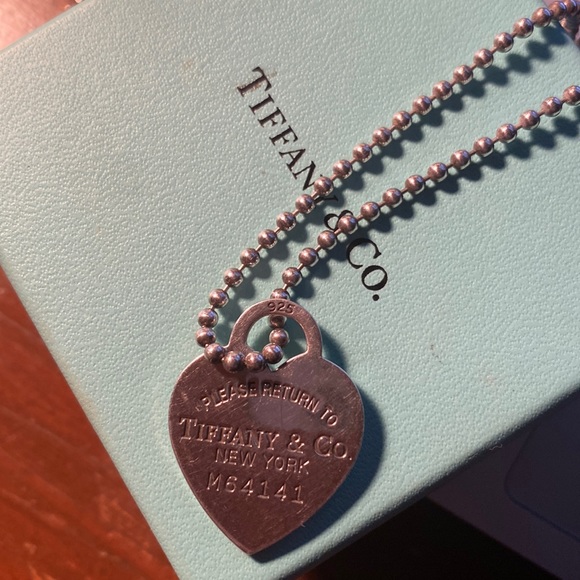 TIFFANY & CO.
925
PLEASE RETURN TO
TIFFANY & CO.
NEW YORK
M64141